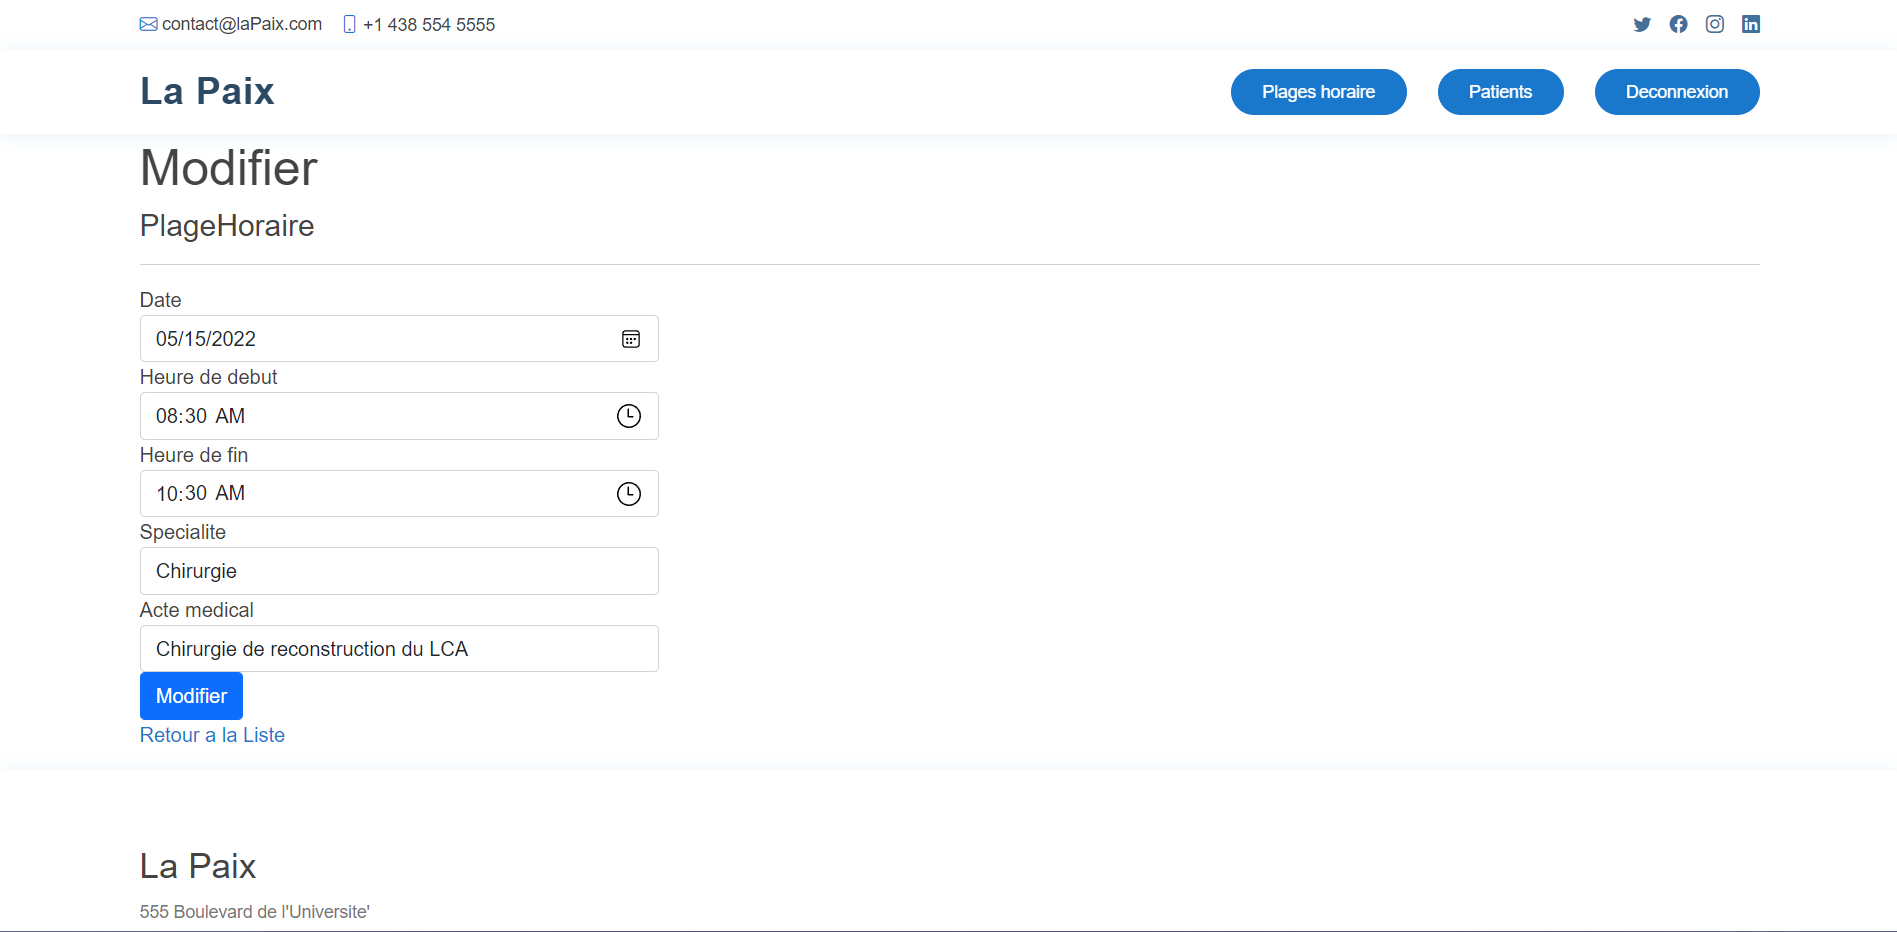 contact@laPaix.com +1 438 554 5555
La Paix
Plages horaire Patients Deconnexion
Modifier
PlageHoraire
Date
05/15/2022
Heure de debut
08:30 AM
Heure de fin
10:30 AM
Specialite
Chirurgie
Acte medical
Chirurgie de reconstruction du LCA
Modifier
Retour a la Liste
La Paix
555 Boulevard de l'Universite'